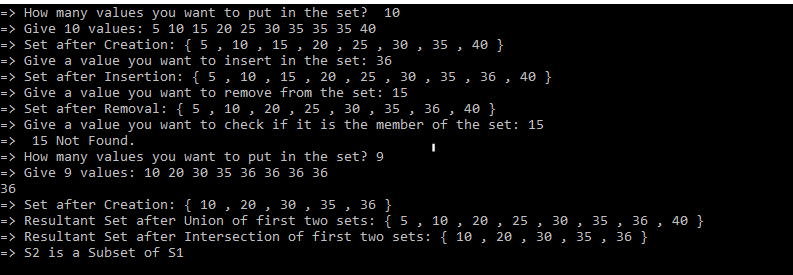 => How many values you want to put in the set?  10
=> Give 10 values: 5 10 15 20 25 30 35 35 35 40
=> Set after Creation: { 5 , 10 , 15 , 20 , 25 , 30 , 35 , 40 }
=> Give a value you want to insert in the set: 36
=> Set after Insertion: { 5 , 10 , 15 , 20 , 25 , 30 , 35 , 36 , 40 }
=> Give a value you want to remove from the set: 15
=> Set after Removal: { 5 , 10 , 20 , 25 , 30 , 35 , 36 , 40 }
=> Give a value you want to check if it is the member of the set: 15
=>  15 Not Found.
=> How many values you want to put in the set? 9
=> Give 9 values: 10 20 30 35 36 36 36 36
36
=> Set after Creation: { 10 , 20 , 30 , 35 , 36 }
=> Resultant Set after Union of first two sets: { 5 , 10 , 20 , 25 , 30 , 35 , 36 , 40 }
=> Resultant Set after Intersection of first two sets: { 10 , 20 , 30 , 35 , 36 }
=> S2 is a Subset of S1